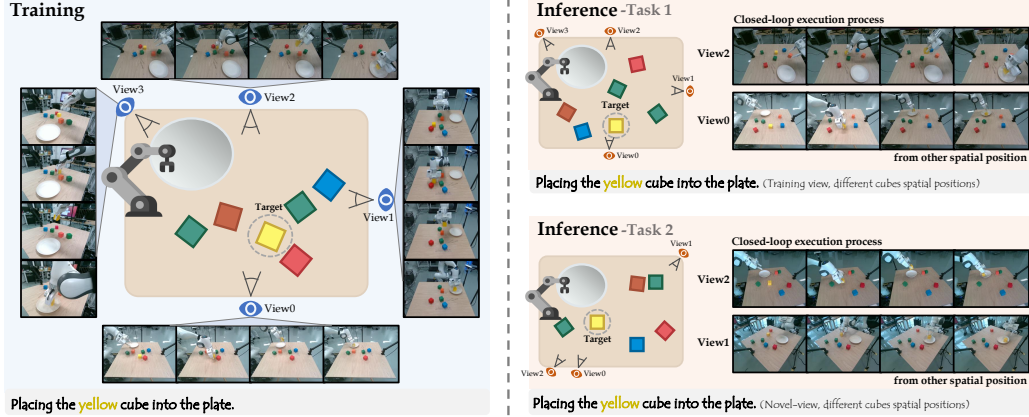 Training
View3
View2
Target
View1
View0
Placing the yellow cube into the plate.
Inference -Task 1
Closed-loop execution process
View3
View2
View2
View1
Target
View0
View0
from other spatial position
Placing the yellow cube into the plate. (Training view, different cubes spatial positions)
Inference -Task 2
Closed-loop execution process
View1
View2
Target
View1
View2
View0
from other spatial position
Placing the yellow cube into the plate. (Novel-view, different cubes spatial positions)